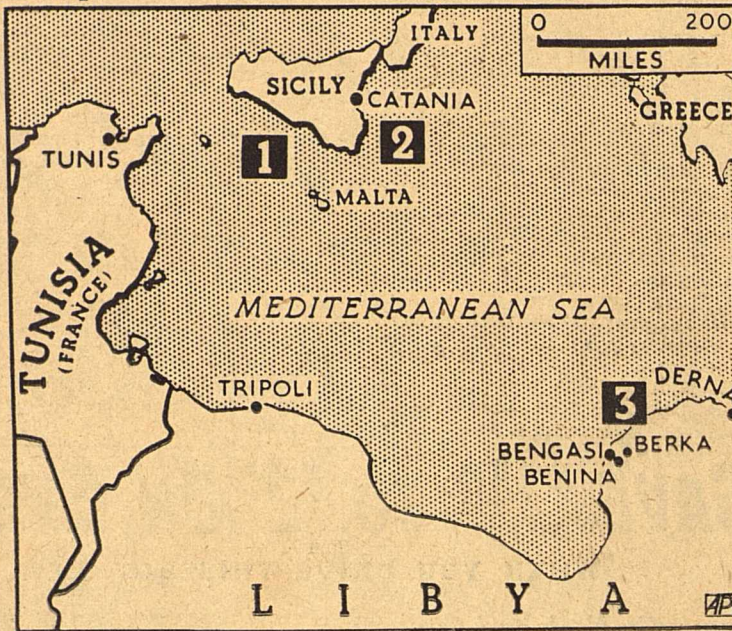 ITALY
0 200
MILES
SICILY
CATANIA
GREECE
1
2
TUNIS
MALTA
TUNISIA
(FRANCE)
MEDITERRANEAN SEA
TRIPOLI
3
DERNA
BENGASI
BERKA
BENINA
LIBYA
AP